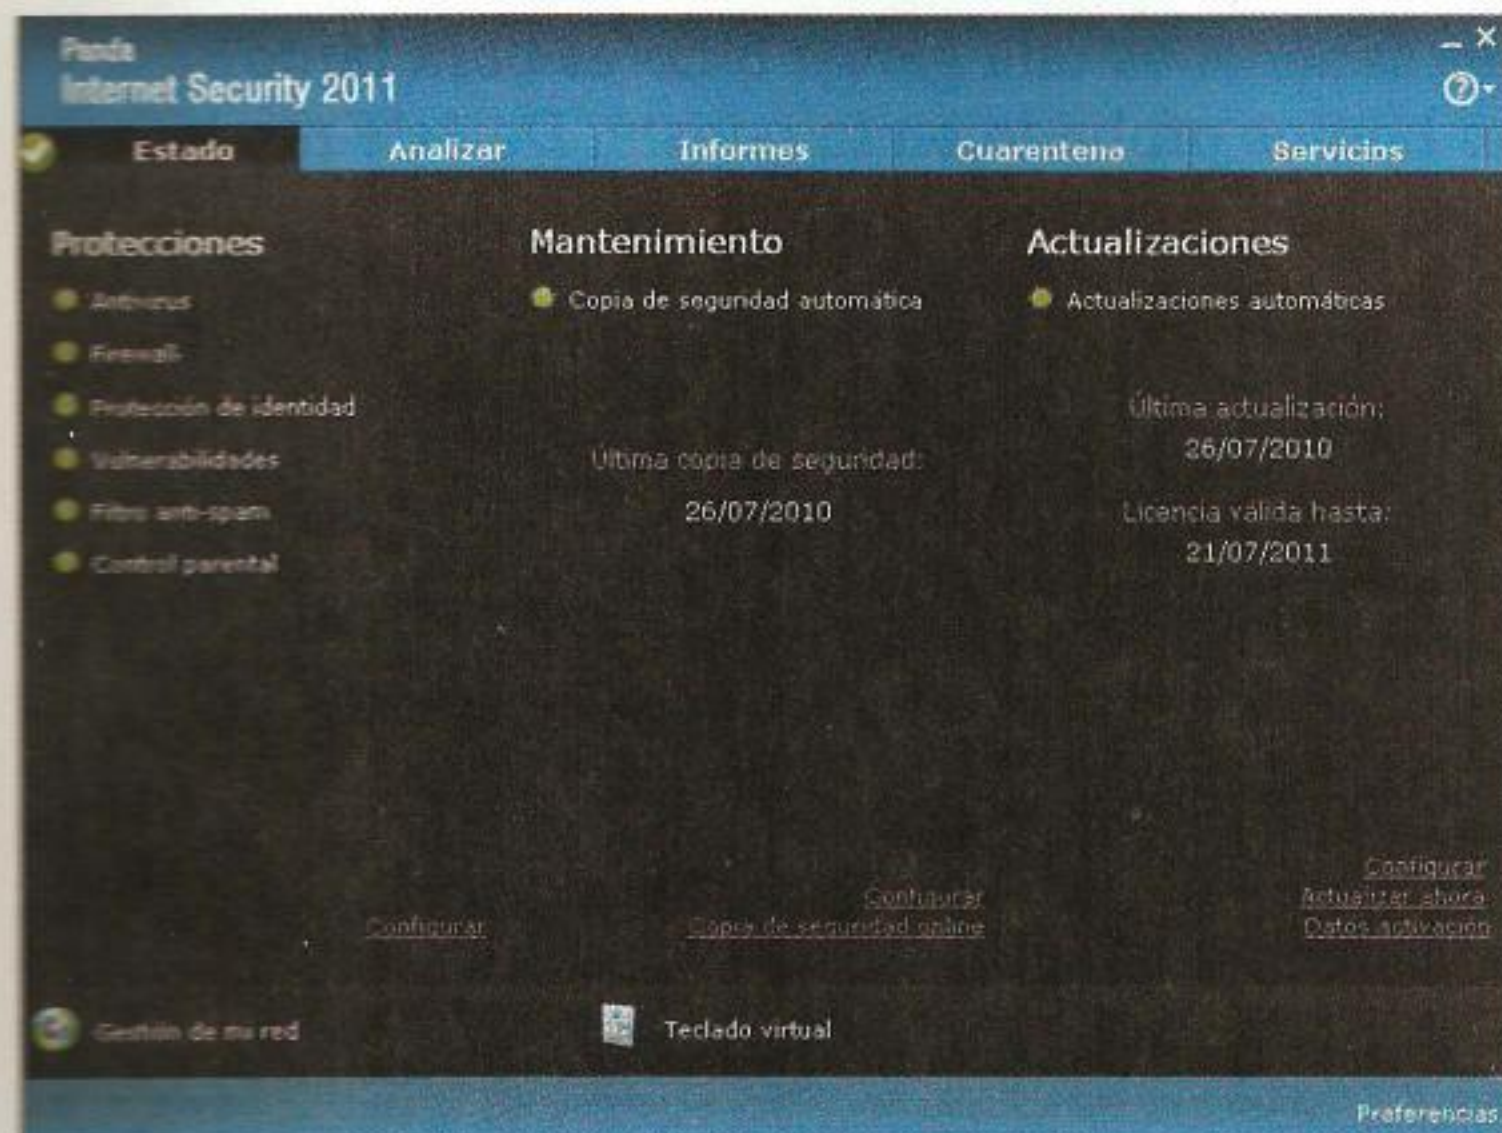 Panda
Internet Security 2011
Estado
Analizar
Informes
Cuarentena
Servicios
Protecciones
Antivirus
Firewall
Protección de identidad
Vulnerabilidades
Filtro anti-spam
Control parental
Configurar
Mantenimiento
Copia de seguridad automática
Última copia de seguridad:
26/07/2010
Configurar
Copia de seguridad online
Actualizaciones
Actualizaciones automáticas
Última actualización:
26/07/2010
Licencia válida hasta:
21/07/2011
Configurar
Actualizar ahora
Datos activación
Gestión de mi red
Teclado virtual
Preferencias